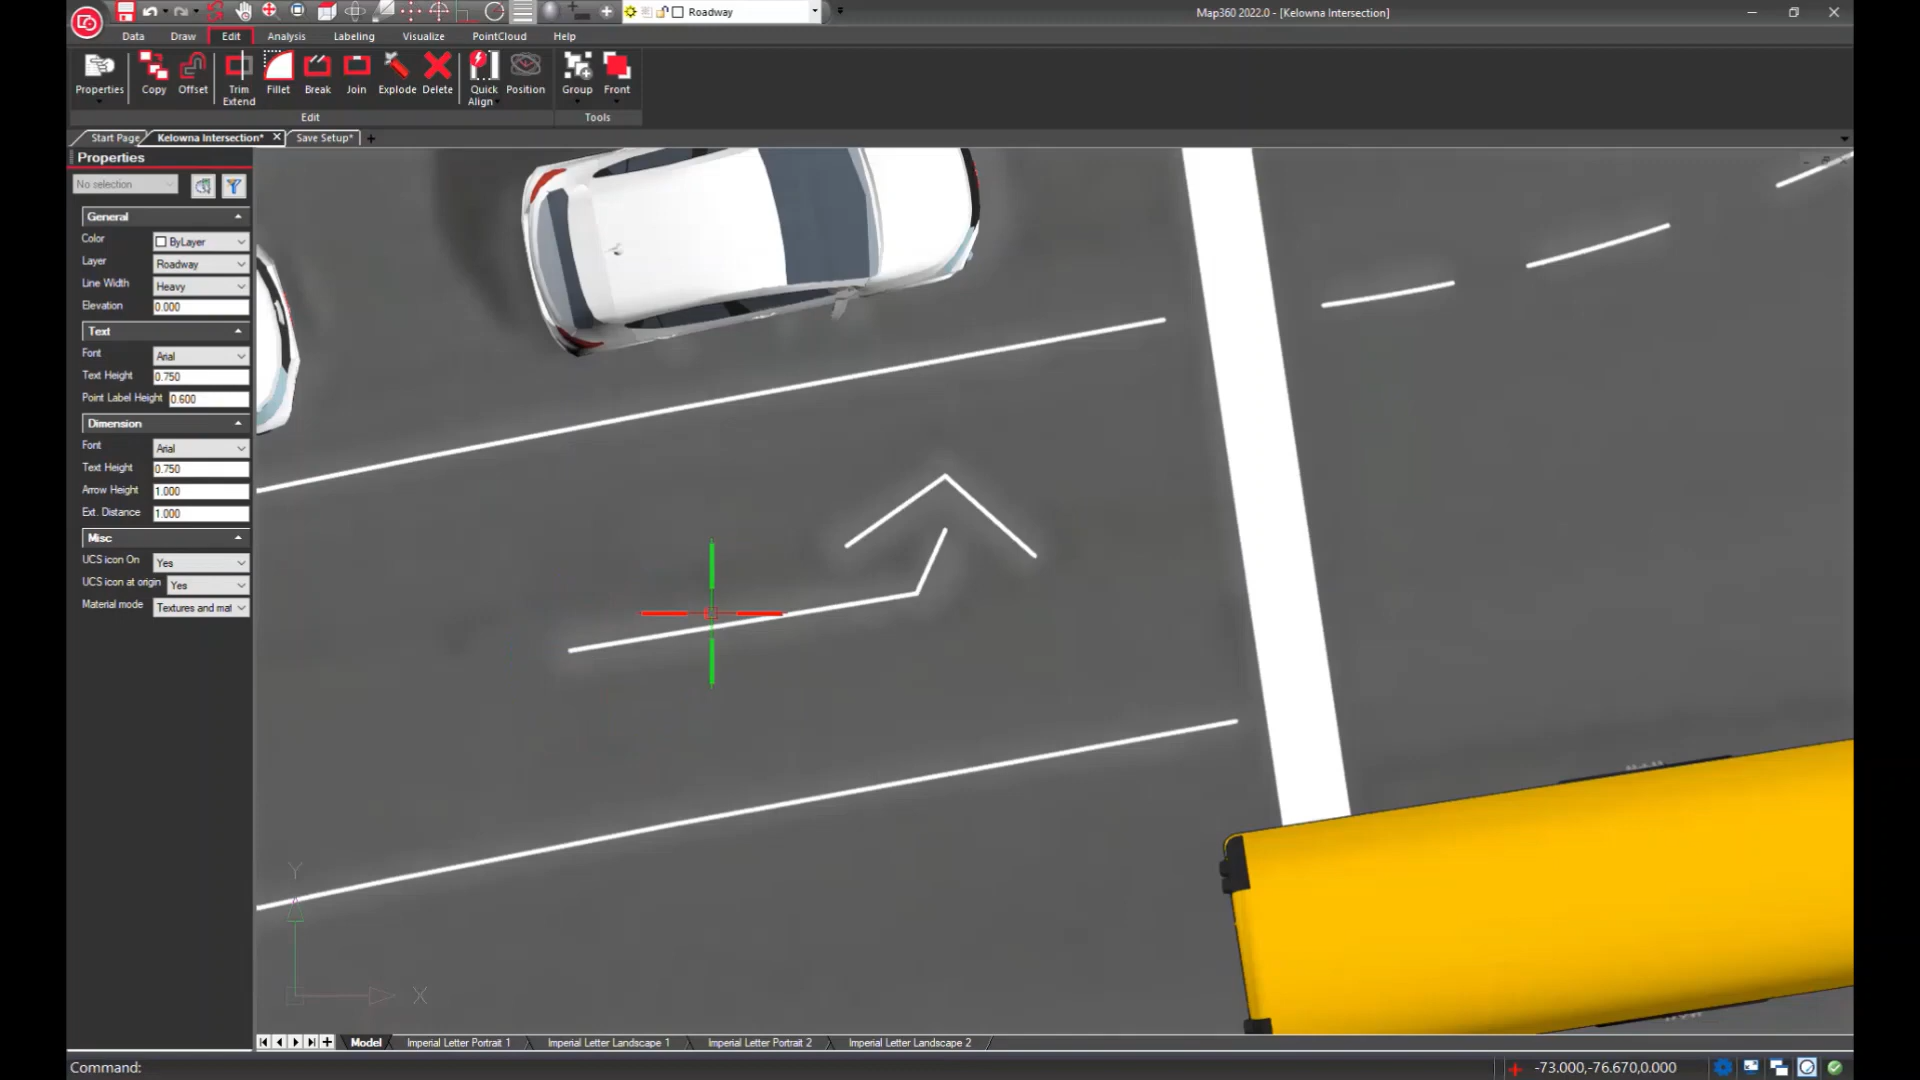 Roadway
Map360 2022.0 - [Kelowna Intersection]
Data Draw Edit Analysis Labeling Visualize PointCloud Help
Properties Copy Offset Trim Extend Fillet Break Join Explode Delete Quick Align Position Group Front
Edit Tools
Start Page Kelowna Intersection* Save Setup*
Properties
No selection
General
Color ByLayer
Layer Roadway
Line Width Heavy
Elevation 0.000
Text
Font Arial
Text Height 0.750
Point Label Height 0.600
Dimension
Font Arial
Text Height 0.750
Arrow Height 1.000
Ext. Distance 1.000
Misc
UCS icon On Yes
UCS icon at origin Yes
Material mode Textures and mat
Y
X
Model Imperial Letter Portrait 1 Imperial Letter Landscape 1 Imperial Letter Portrait 2 Imperial Letter Landscape 2
Command: -73.000,-76.670,0.000